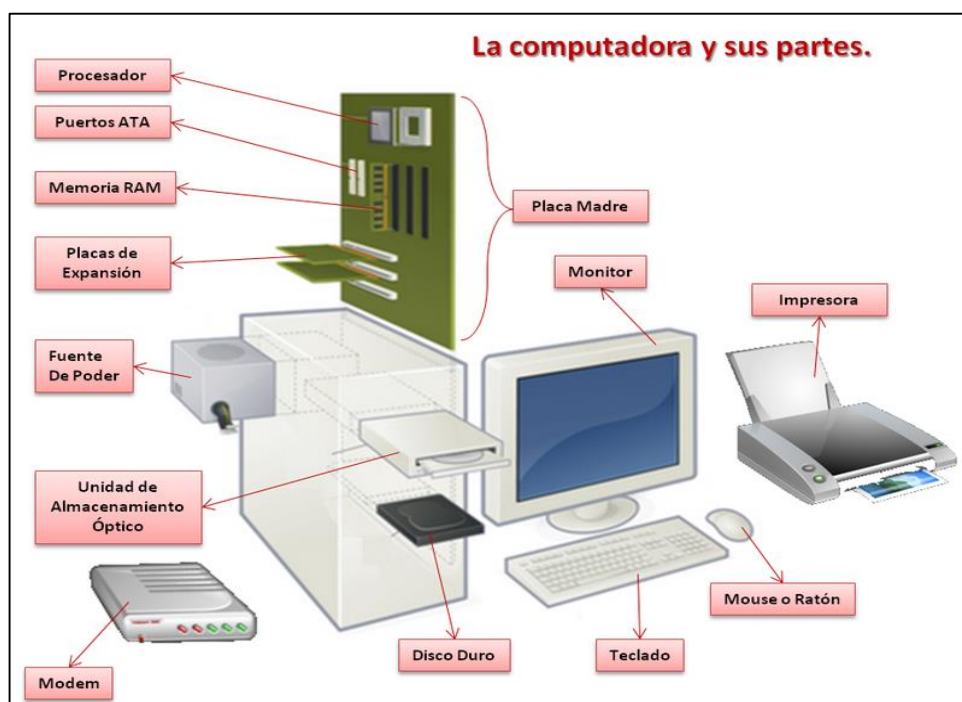 La computadora y sus partes.
Procesador
Puertos ATA
Memoria RAM
Placa Madre
Placas de
Expansión
Monitor
Impresora
Fuente
De Poder
Unidad de
Almacenamiento
Óptico
Mouse o Ratón
Disco Duro
Teclado
Modem